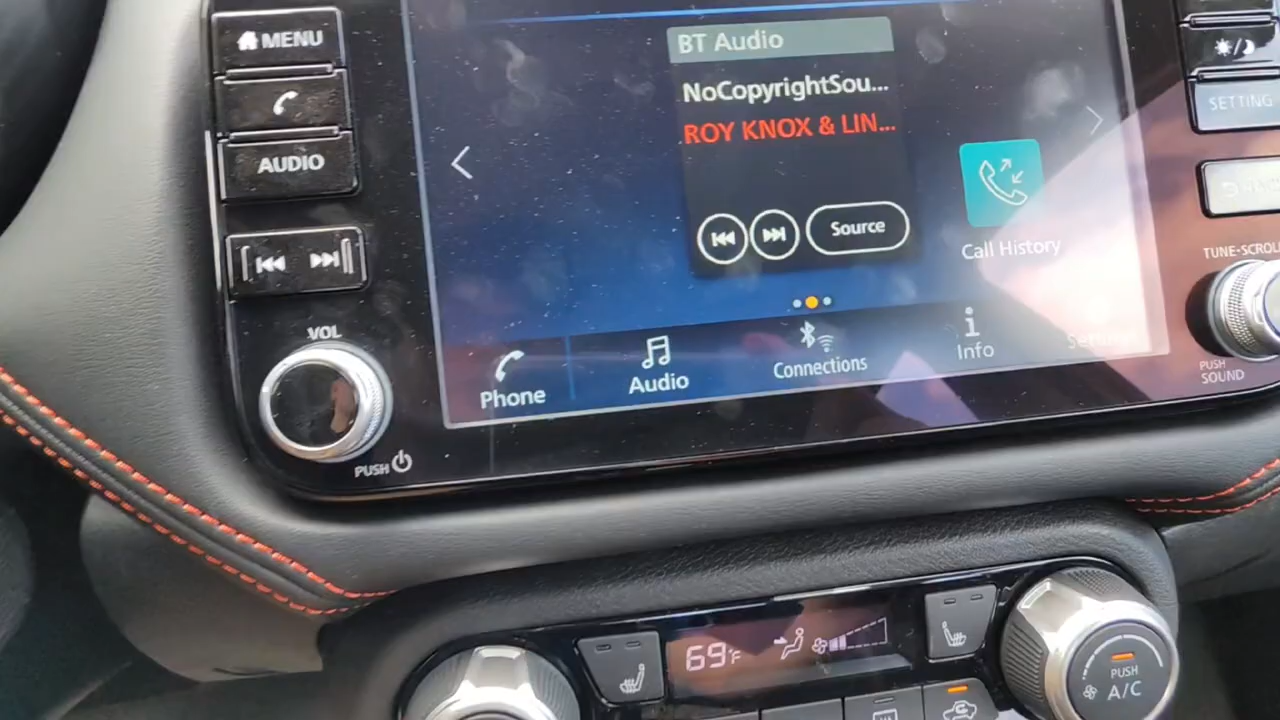 MENU
AUDIO
VOL
PUSH
BT Audio
NoCopyrightSou...
ROY KNOX & LIN...
Source
Call History
Phone
Audio
Connections
Info
SETTING
TUNE•SCROLL
PUSH
SOUND
69°F
PUSH
A/C